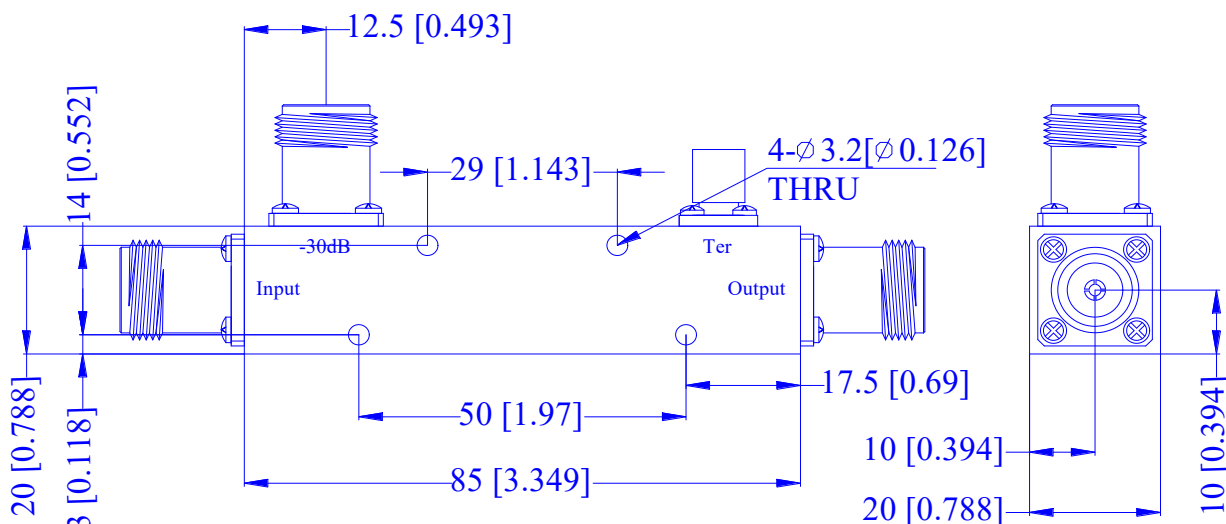 12.5 [0.493]
14 [0.552]
29 [1.143]
4-∅3.2[∅0.126]
THRU
-30dB
Ter
Input
Output
17.5 [0.69]
50 [1.97]
85 [3.349]
20 [0.788]
3 [0.118]
10 [0.394]
20 [0.788]
10 [0.394]